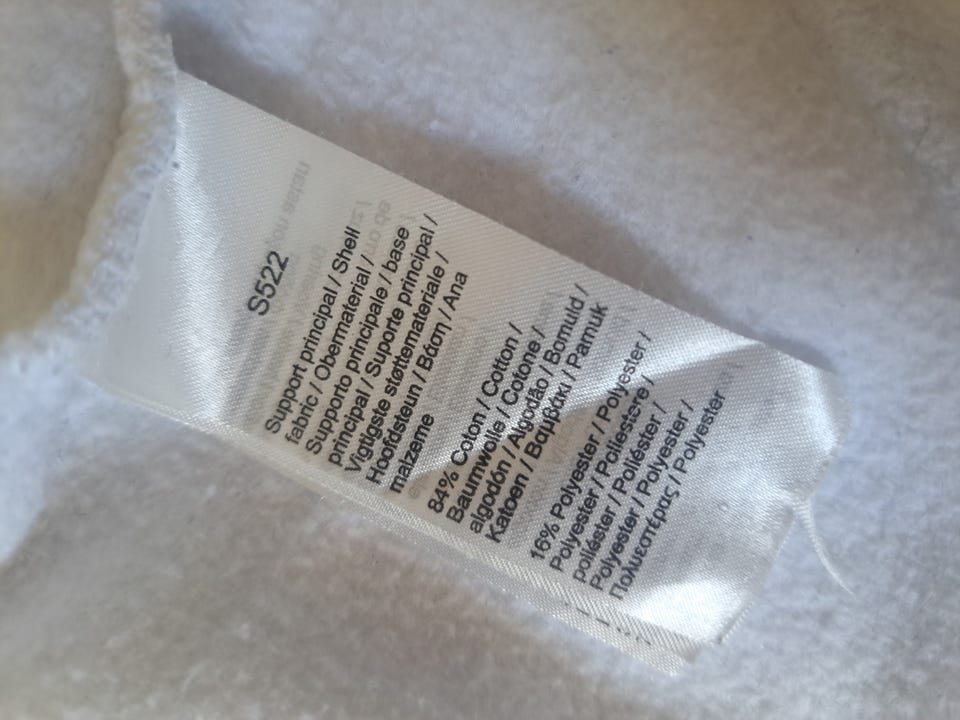 S522
Support principal / Shell
fabric / Obermaterial /
Supporto principale / base
principal / Suporte principal /
Vigtigste støttemateriale /
Hoofdsteun / Βάση / Ana
malzeme
84% Coton / Cotton /
Baumwolle / Cotone /
algodón / Algodão / Bomuld /
Katoen / Βαμβάκι / Pamuk
16% Polyester / Polyester /
Polyester / Poliestere /
poliéster / Poliéster /
Polyester / Polyester /
Πολυεστέρας / Polyester